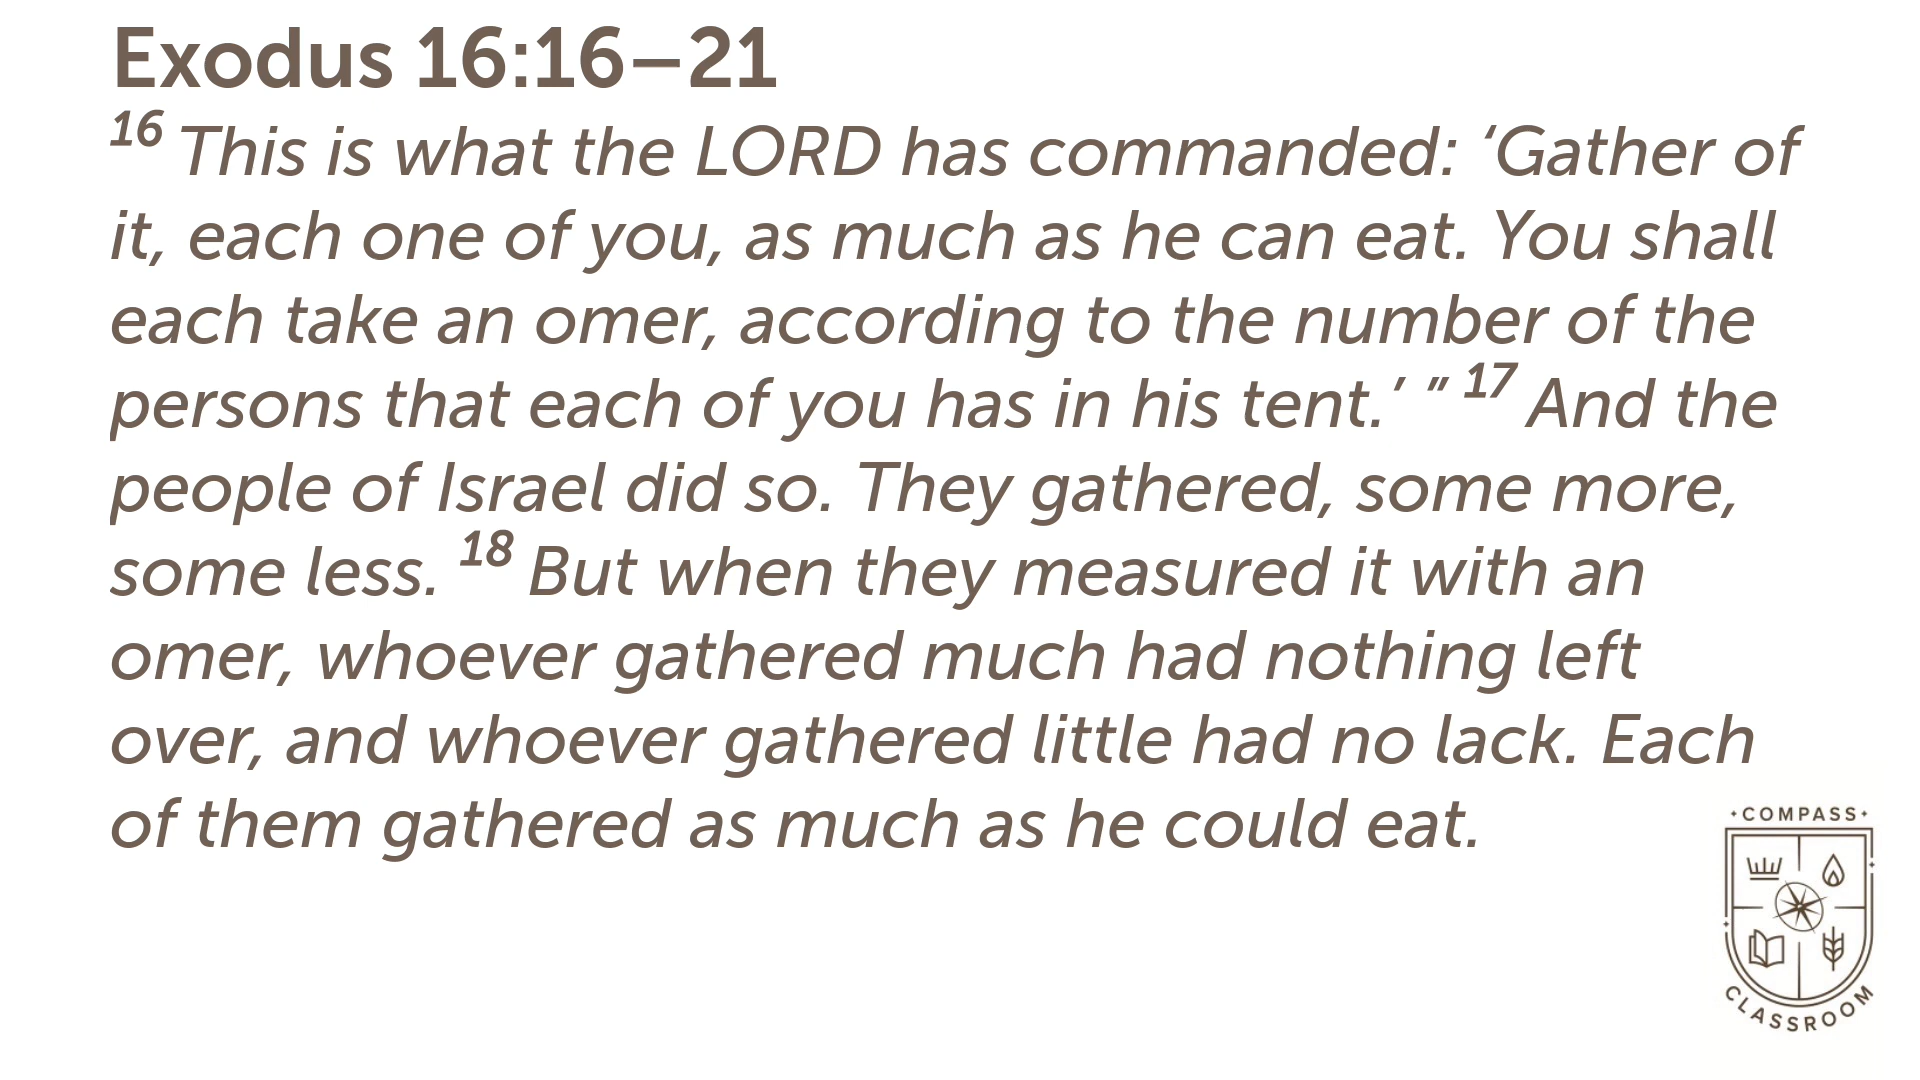 Exodus 16:16–21
16 This is what the LORD has commanded: ‘Gather of
it, each one of you, as much as he can eat. You shall
each take an omer, according to the number of the
persons that each of you has in his tent.’ ” 17 And the
people of Israel did so. They gathered, some more,
some less. 18 But when they measured it with an
omer, whoever gathered much had nothing left
over, and whoever gathered little had no lack. Each
of them gathered as much as he could eat.
COMPASS
CLASSROOM